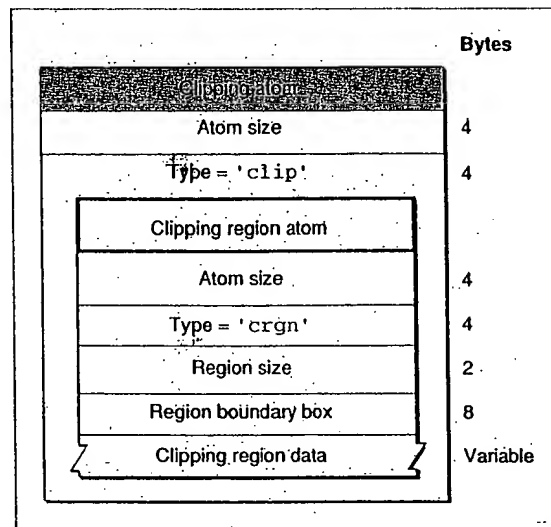 Bytes
Clipping atom
Atom size 4
Type = 'clip' 4
Clipping region atom
Atom size 4
Type = 'crgn' 4
Region size 2
Region boundary box 8
Clipping region data Variable